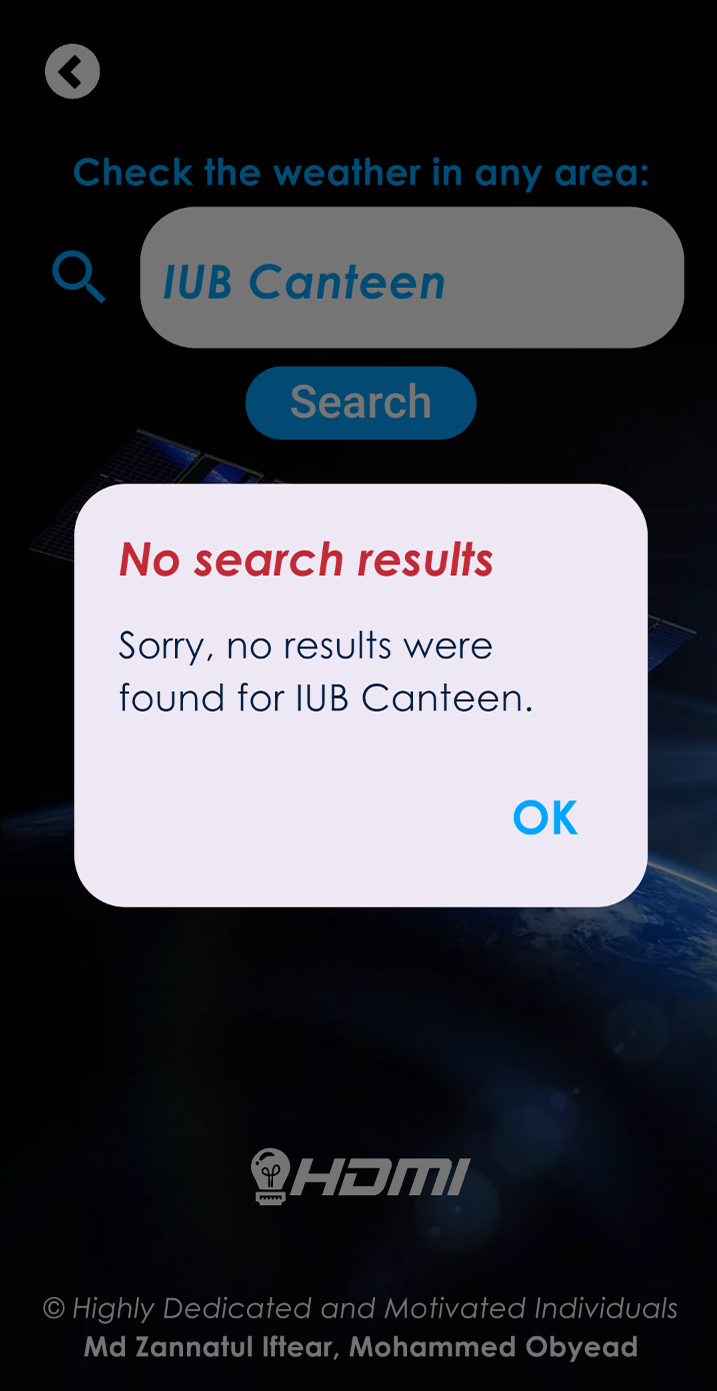 Check the weather in any area:
IUB Canteen
Search
No search results
Sorry, no results were
found for IUB Canteen.
OK
HDMI
© Highly Dedicated and Motivated Individuals
Md Zannatul Iftear, Mohammed Obyead